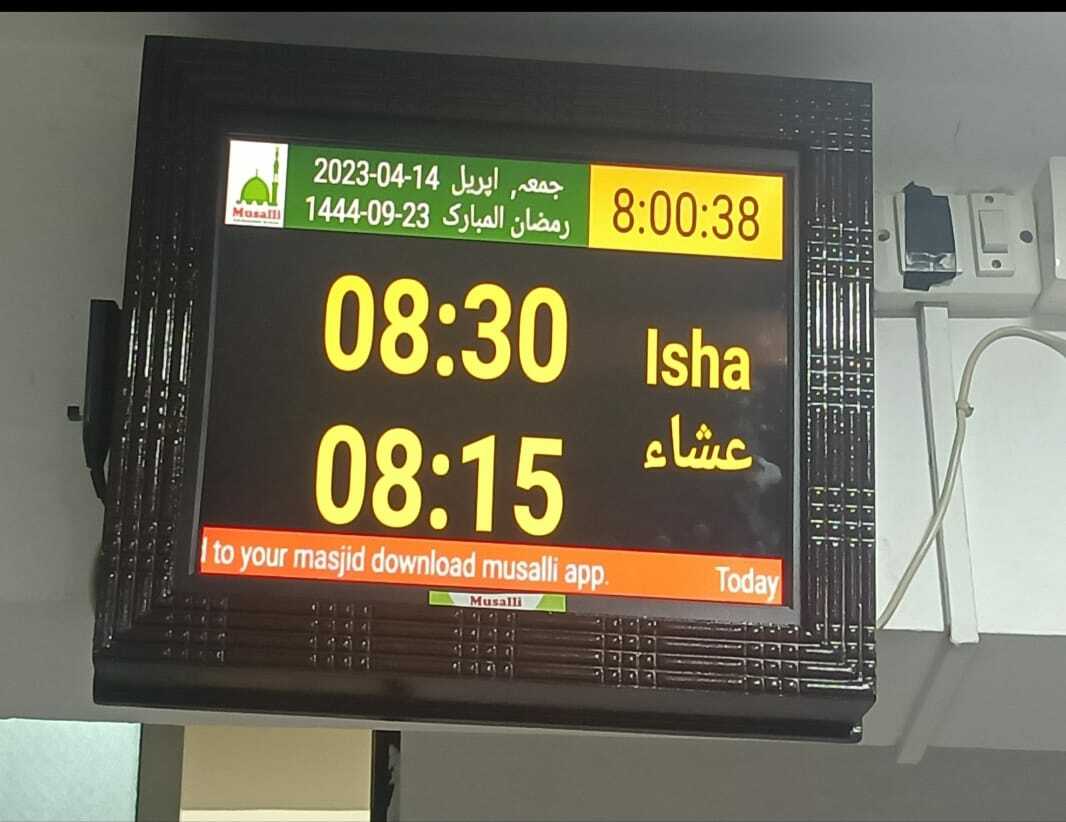 Musalli
جمعہ, اپریل 14-04-2023
رمضان المبارک 23-09-1444
8:00:38
08:30
Isha
عشاء
08:15
to your masjid download musalli app.
Today
Musalli